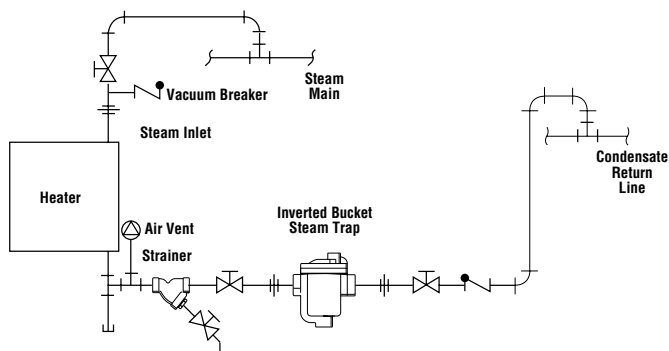 Steam
Main
Vacuum Breaker
Steam Inlet
Condensate
Return
Line
Heater
Inverted Bucket
Steam Trap
Air Vent
Strainer